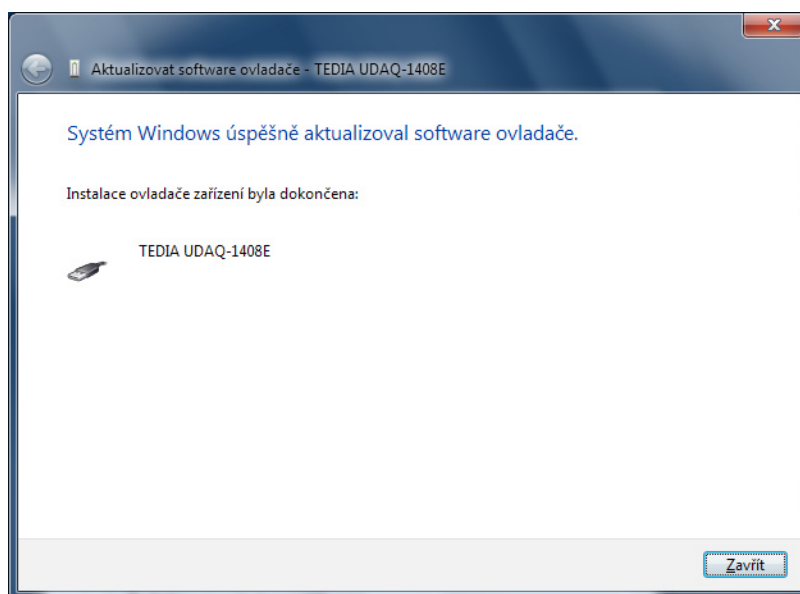 Aktualizovat software ovladače - TEDIA UDAQ-1408E
Systém Windows úspěšně aktualizoval software ovladače.
Instalace ovladače zařízení byla dokončena:
TEDIA UDAQ-1408E
Zavřít